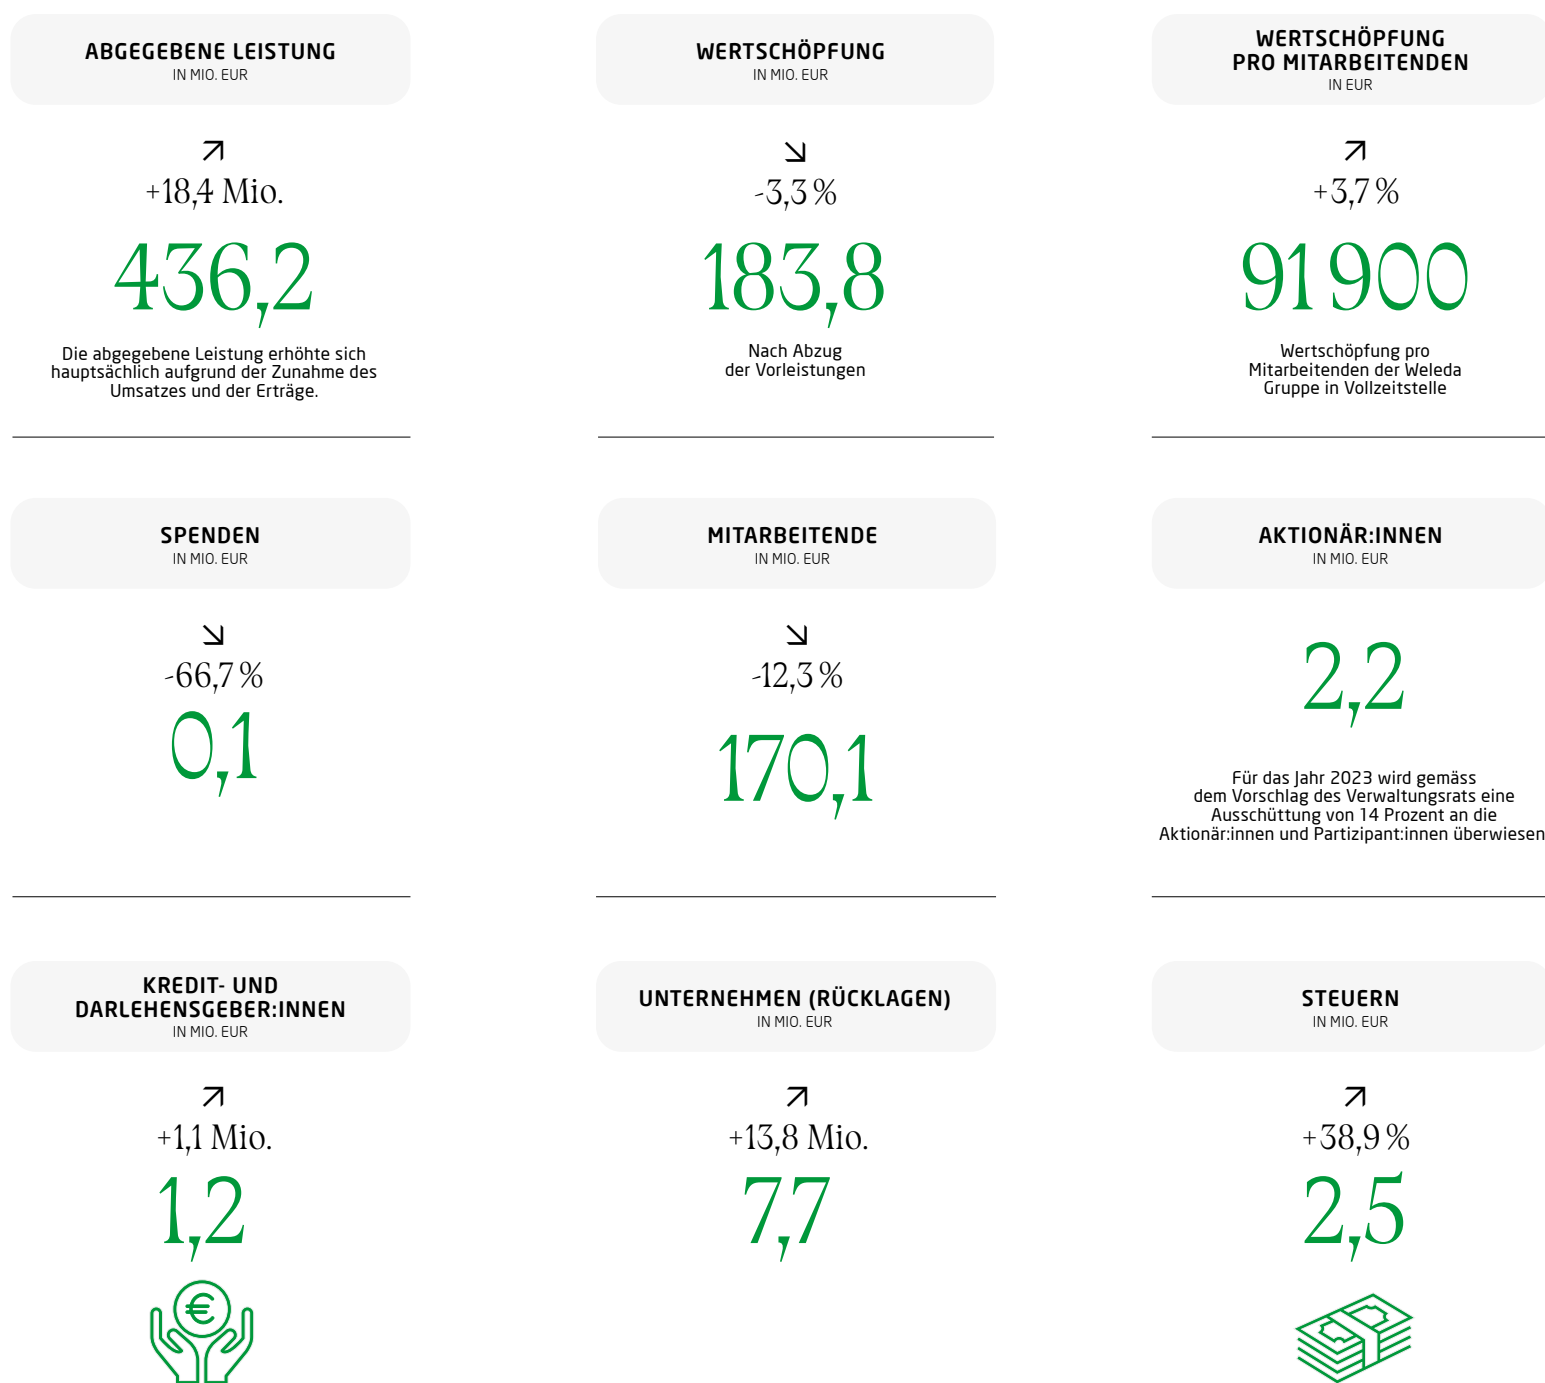 ABGEGEBENE LEISTUNG
IN MIO. EUR
+18,4 Mio.
436,2
Die abgegebene Leistung erhöhte sich
hauptsächlich aufgrund der Zunahme des
Umsatzes und der Erträge.
WERTSCHÖPFUNG
IN MIO. EUR
-3,3 %
183,8
Nach Abzug
der Vorleistungen
WERTSCHÖPFUNG
PRO MITARBEITENDEN
IN EUR
+3,7 %
91 900
Wertschöpfung pro
Mitarbeitenden der Weleda
Gruppe in Vollzeitstelle
SPENDEN
IN MIO. EUR
-66,7 %
0,1
MITARBEITENDE
IN MIO. EUR
-12,3 %
170,1
AKTIONÄR:INNEN
IN MIO. EUR
2,2
Für das Jahr 2023 wird gemäss
dem Vorschlag des Verwaltungsrats eine
Ausschüttung von 14 Prozent an die
Aktionär:innen und Partizipant:innen überwiesen
KREDIT- UND
DARLEHENSGEBER:INNEN
IN MIO. EUR
+1,1 Mio.
1,2
€
UNTERNEHMEN (RÜCKLAGEN)
IN MIO. EUR
+13,8 Mio.
7,7
STEUERN
IN MIO. EUR
+38,9 %
2,5